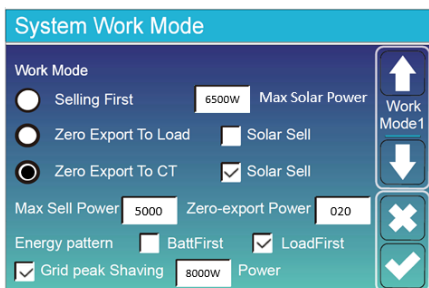 System Work Mode
Work Mode
Selling First 6500W Max Solar Power
Work
Mode1
Zero Export To Load Solar Sell
Zero Export To CT Solar Sell
Max Sell Power 5000 Zero-export Power 020
Energy pattern BattFirst LoadFirst
Grid peak Shaving 8000W Power